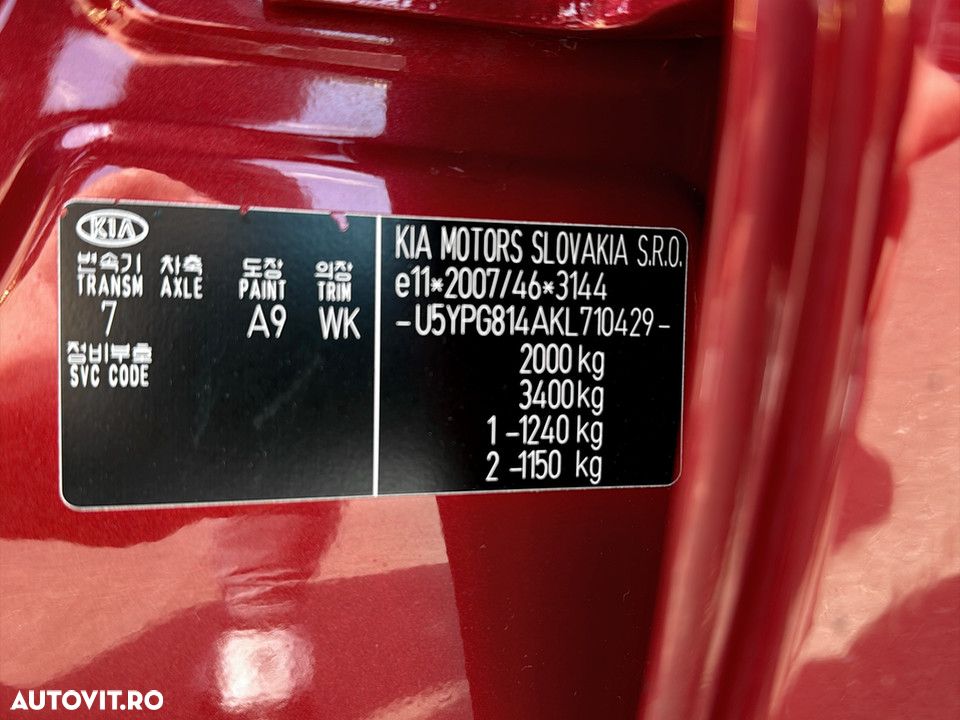 KIA
변속기 차축 도장 의장
TRANSM AXLE PAINT TRIM
7 A9 WK
정비부호
SVC CODE
KIA MOTORS SLOVAKIA S.R.O.
e11*2007/46*3144
-U5YPG814AKL710429-
2000 kg
3400 kg
1 -1240 kg
2 -1150 kg
AUTOVIT.RO